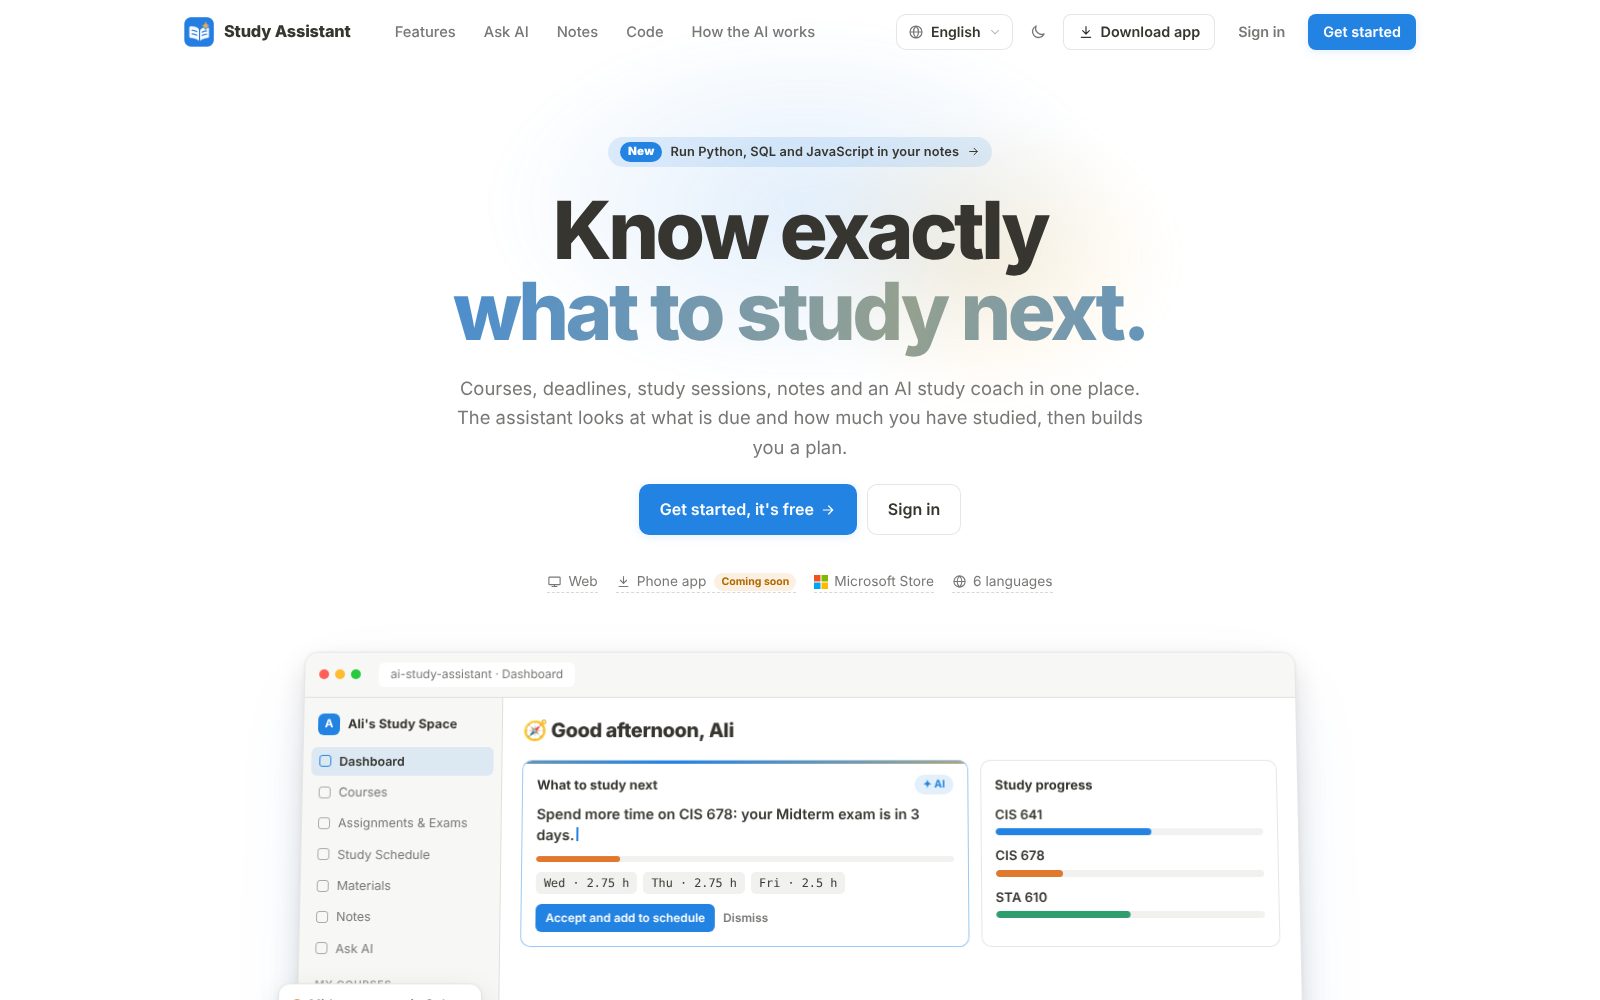 Study Assistant
Features
Ask AI
Notes
Code
How the AI works
English
Download app
Sign in
Get started
New Run Python, SQL and JavaScript in your notes →
Know exactly
what to study next.
Courses, deadlines, study sessions, notes and an AI study coach in one place.
The assistant looks at what is due and how much you have studied, then builds
you a plan.
Get started, it's free →
Sign in
Web
Phone app Coming soon
Microsoft Store
6 languages
ai-study-assistant · Dashboard
A Ali's Study Space
Dashboard
Courses
Assignments & Exams
Study Schedule
Materials
Notes
Ask AI
MY COURSES
Good afternoon, Ali
What to study next
✦ AI
Spend more time on CIS 678: your Midterm exam is in 3
days.
Wed · 2.75 h
Thu · 2.75 h
Fri · 2.5 h
Accept and add to schedule
Dismiss
Study progress
CIS 641
CIS 678
STA 610